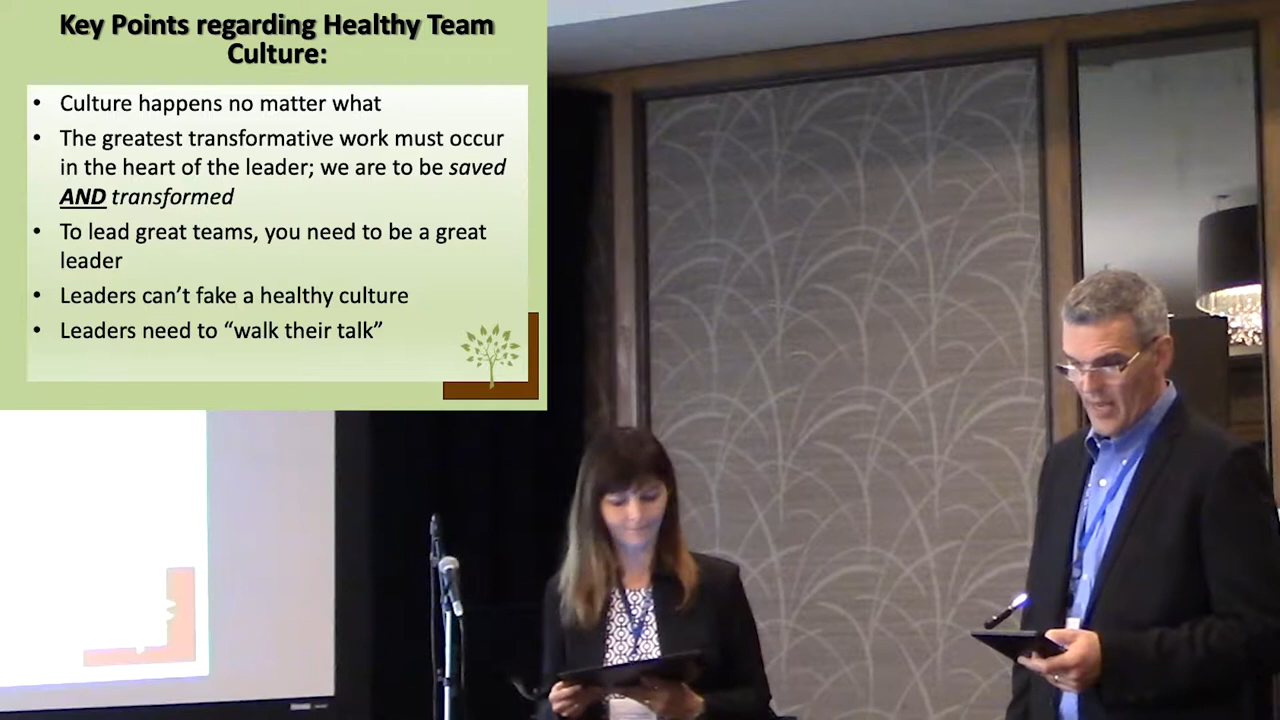 Key Points regarding Healthy Team
Culture:
• Culture happens no matter what
• The greatest transformative work must occur
in the heart of the leader; we are to be saved
AND transformed
• To lead great teams, you need to be a great
leader
• Leaders can’t fake a healthy culture
• Leaders need to “walk their talk”